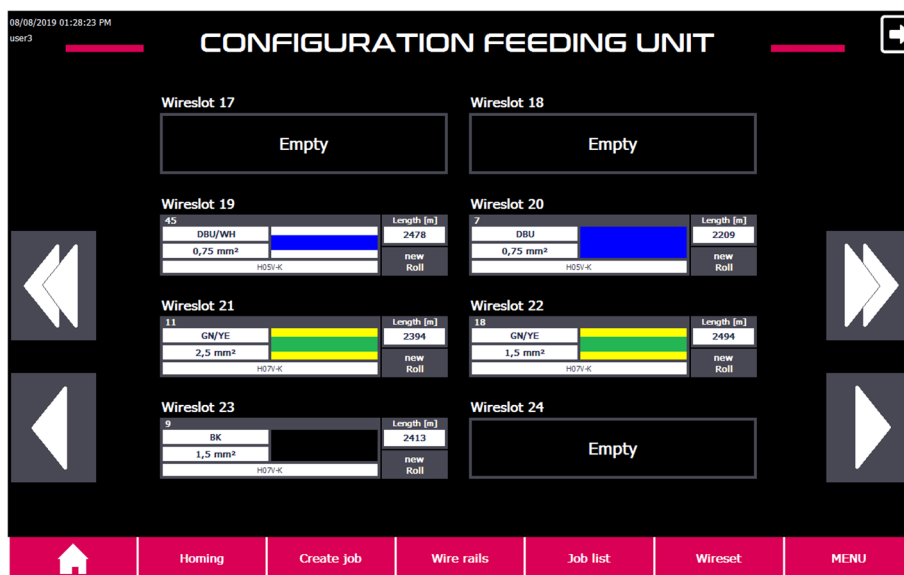 08/08/2019 01:28:23 PM
user3
CONFIGURATION FEEDING UNIT
Wireslot 17
Empty
Wireslot 18
Empty
Wireslot 19
45
Length [m]
DBU/WH
2478
0,75 mm²
new
Roll
H05V-K
Wireslot 20
7
Length [m]
DBU
2209
0,75 mm²
new
Roll
H05V-K
Wireslot 21
11
Length [m]
GN/YE
2394
2,5 mm²
new
Roll
H07V-K
Wireslot 22
18
Length [m]
GN/YE
2494
1,5 mm²
new
Roll
H07V-K
Wireslot 23
9
Length [m]
BK
2413
1,5 mm²
new
Roll
H07V-K
Wireslot 24
Empty
Homing
Create job
Wire rails
Job list
Wireset
MENU